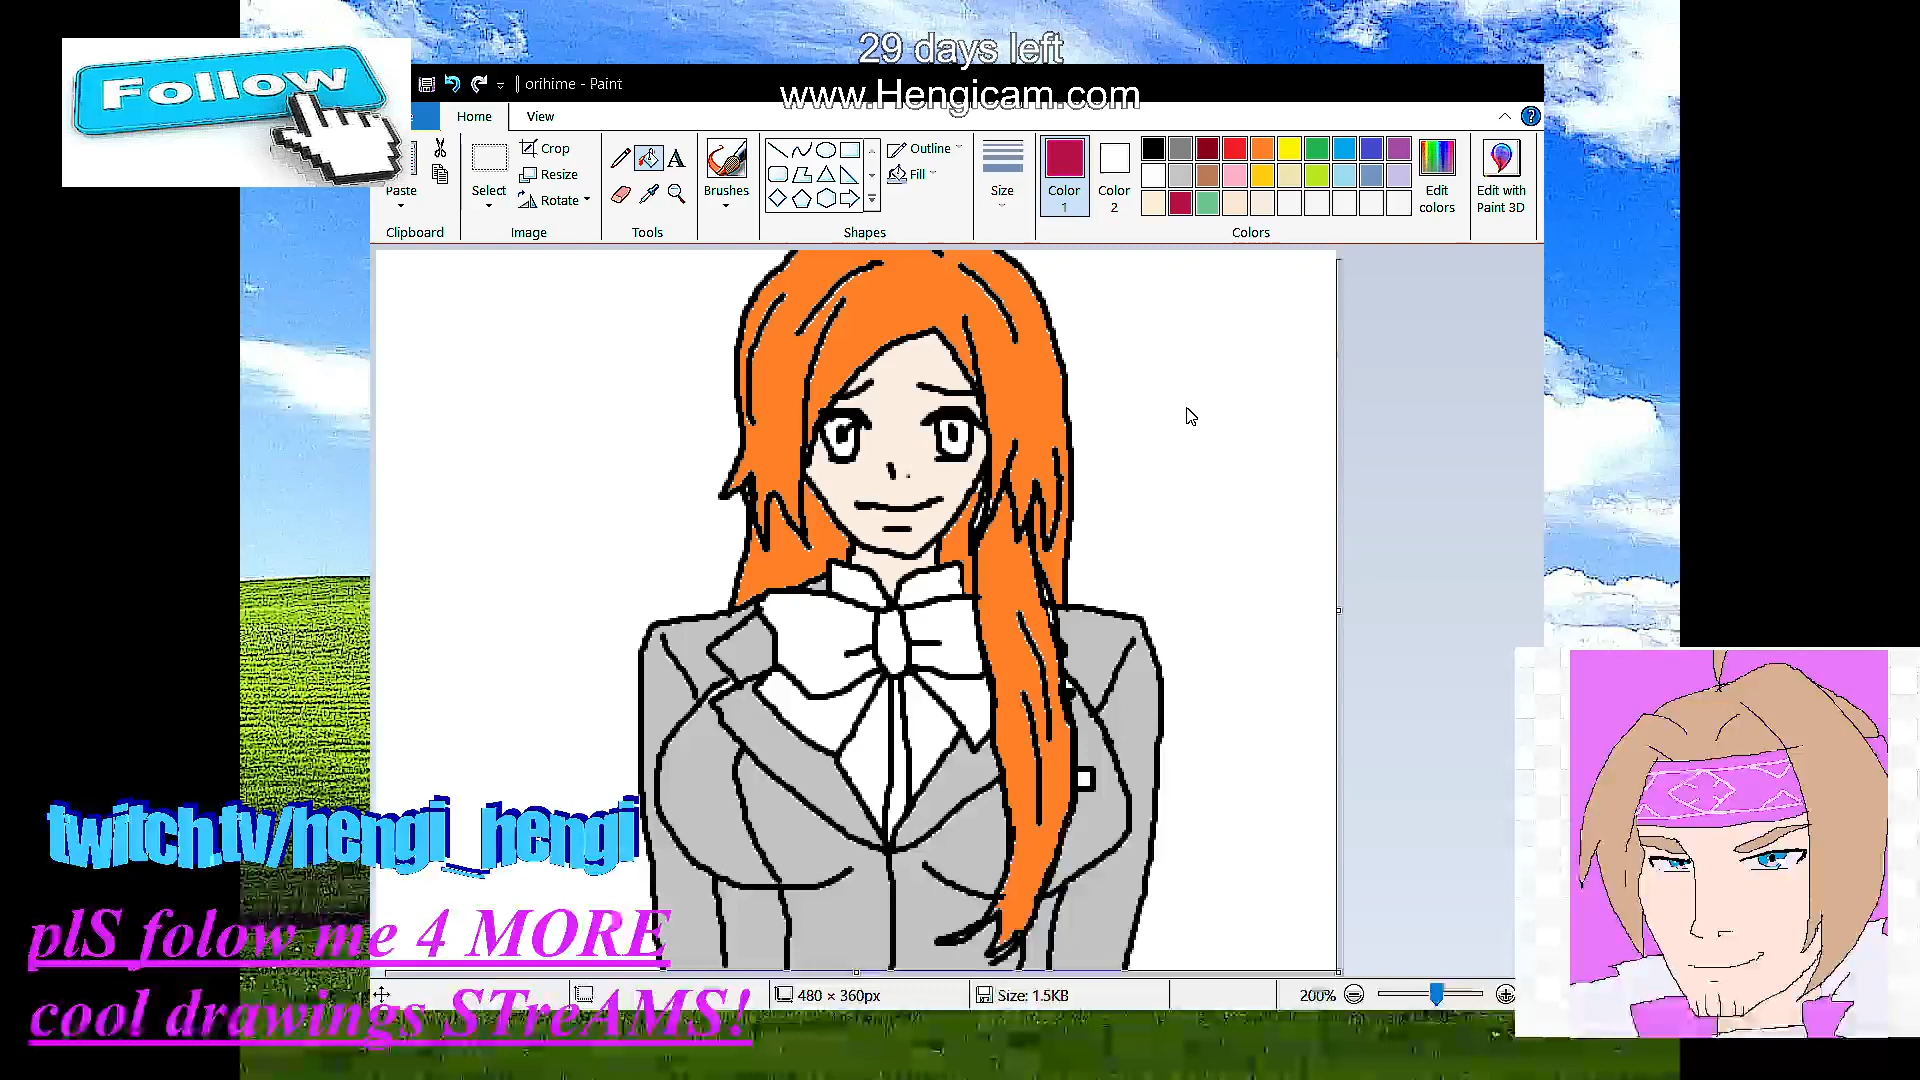 29 days left
Follow
orihime - Paint
www.Hengicam.com
Home
View
Paste
Clipboard
Select
Crop
Resize
Rotate
Image
A
Tools
Brushes
Outline
Fill
Shapes
Size
Color
1
Color
2
Edit
colors
Colors
Edit with
Paint 3D
twitch.tv/hengi_hengi
plS folow me 4 MORE
cool drawings STreAMS!
480 × 360px
Size: 1.5KB
200%